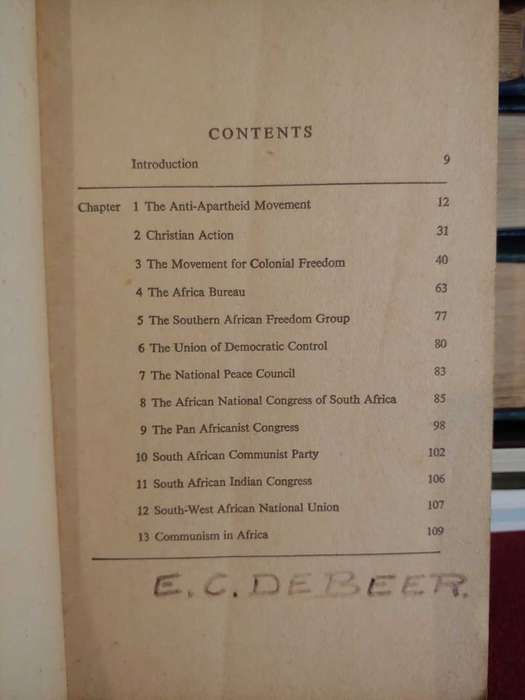 CONTENTS
Introduction 9
Chapter 1 The Anti-Apartheid Movement 12
2 Christian Action 31
3 The Movement for Colonial Freedom 40
4 The Africa Bureau 63
5 The Southern African Freedom Group 77
6 The Union of Democratic Control 80
7 The National Peace Council 83
8 The African National Congress of South Africa 85
9 The Pan Africanist Congress 98
10 South African Communist Party 102
11 South African Indian Congress 106
12 South-West African National Union 107
13 Communism in Africa 109
E. C. DE BEER.